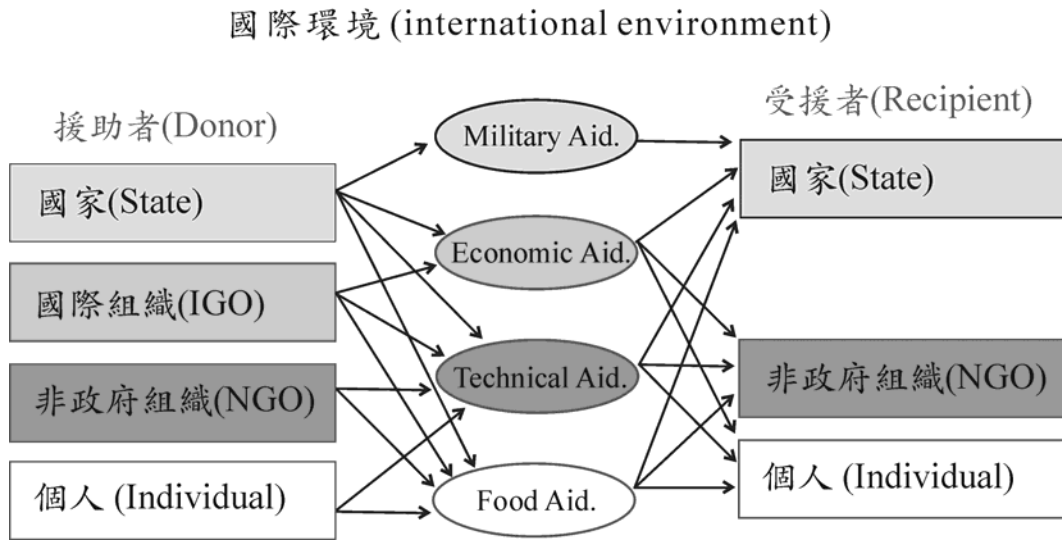 國際環境 (international environment)
援助者(Donor)
受援者(Recipient)
國家(State)
國際組織(IGO)
非政府組織(NGO)
個人 (Individual)
Military Aid.
Economic Aid.
Technical Aid.
Food Aid.
國家(State)
非政府組織(NGO)
個人 (Individual)